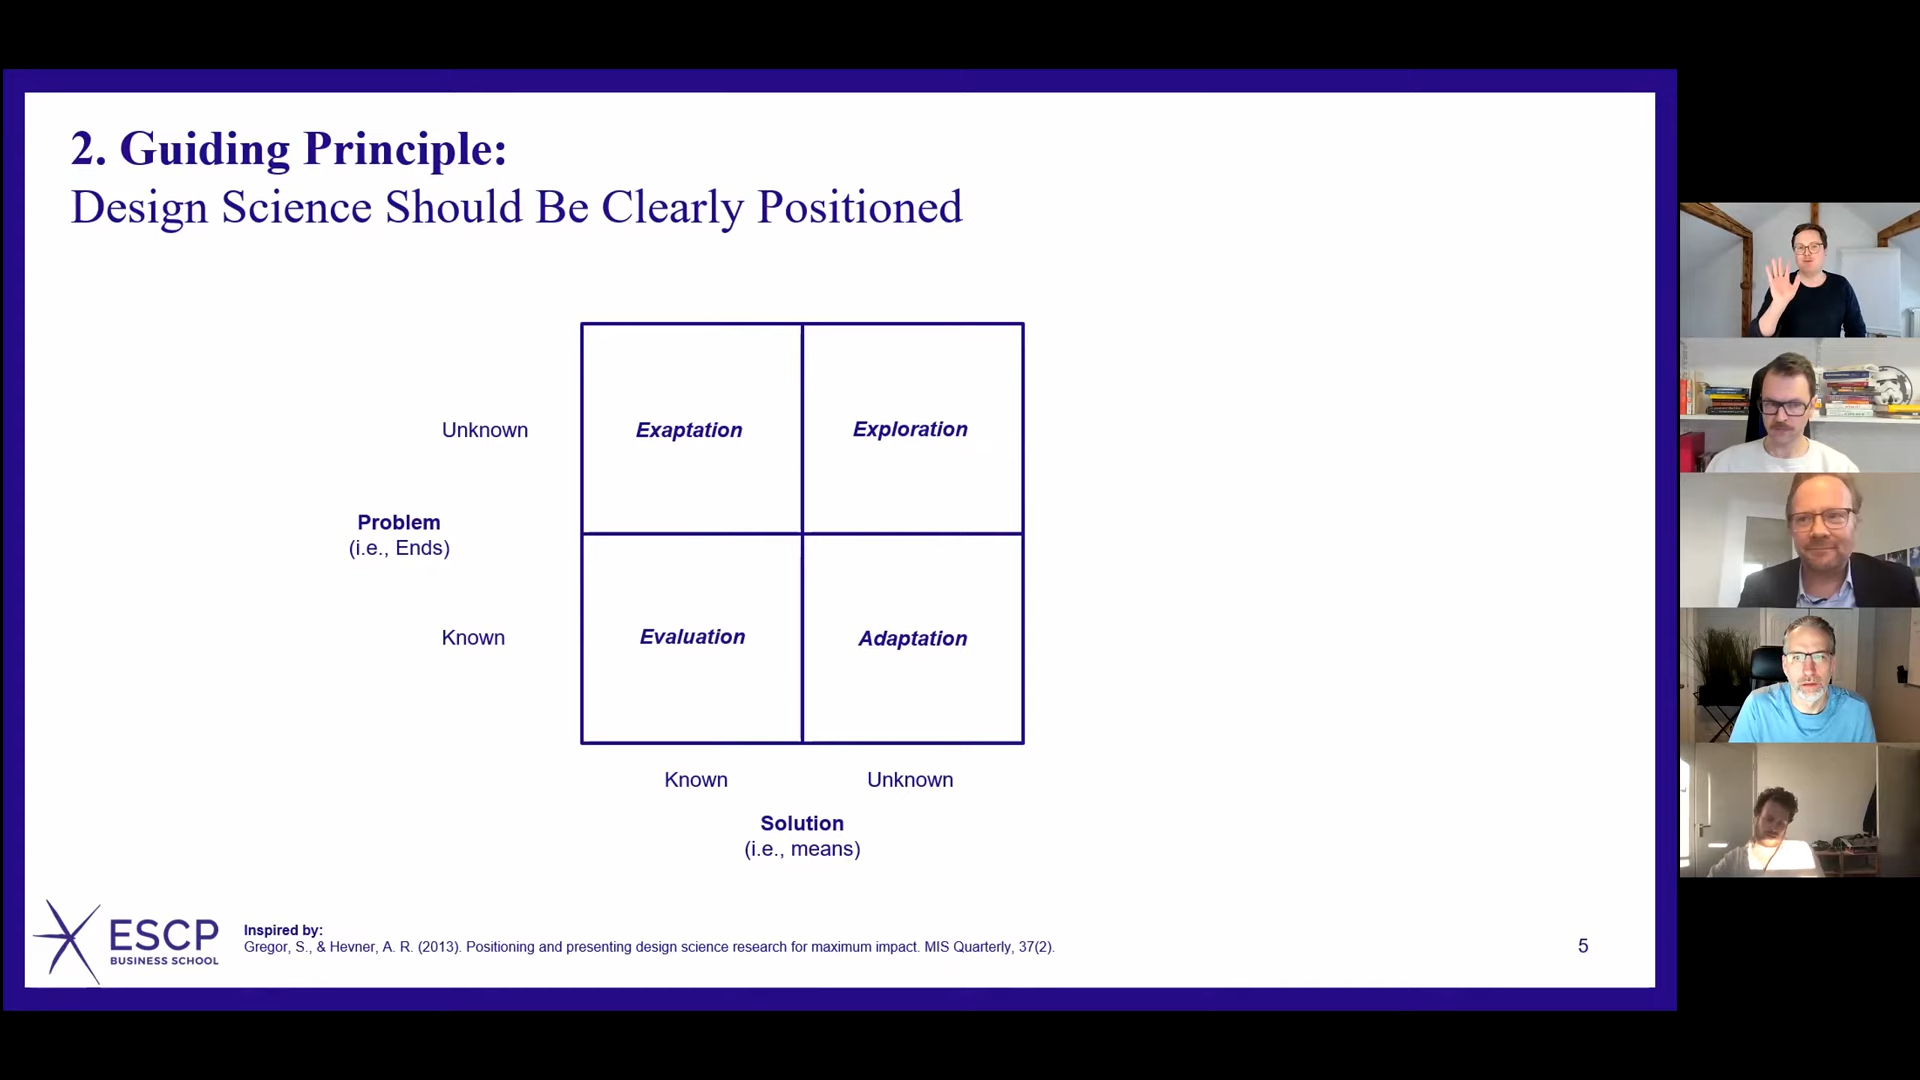 2. Guiding Principle:
Design Science Should Be Clearly Positioned
Unknown
Exaptation
Exploration
Problem
(i.e., Ends)
Known
Evaluation
Adaptation
Known
Unknown
Solution
(i.e., means)
ESCP
BUSINESS SCHOOL
Inspired by:
Gregor, S., & Hevner, A. R. (2013). Positioning and presenting design science research for maximum impact. MIS Quarterly, 37(2).
5